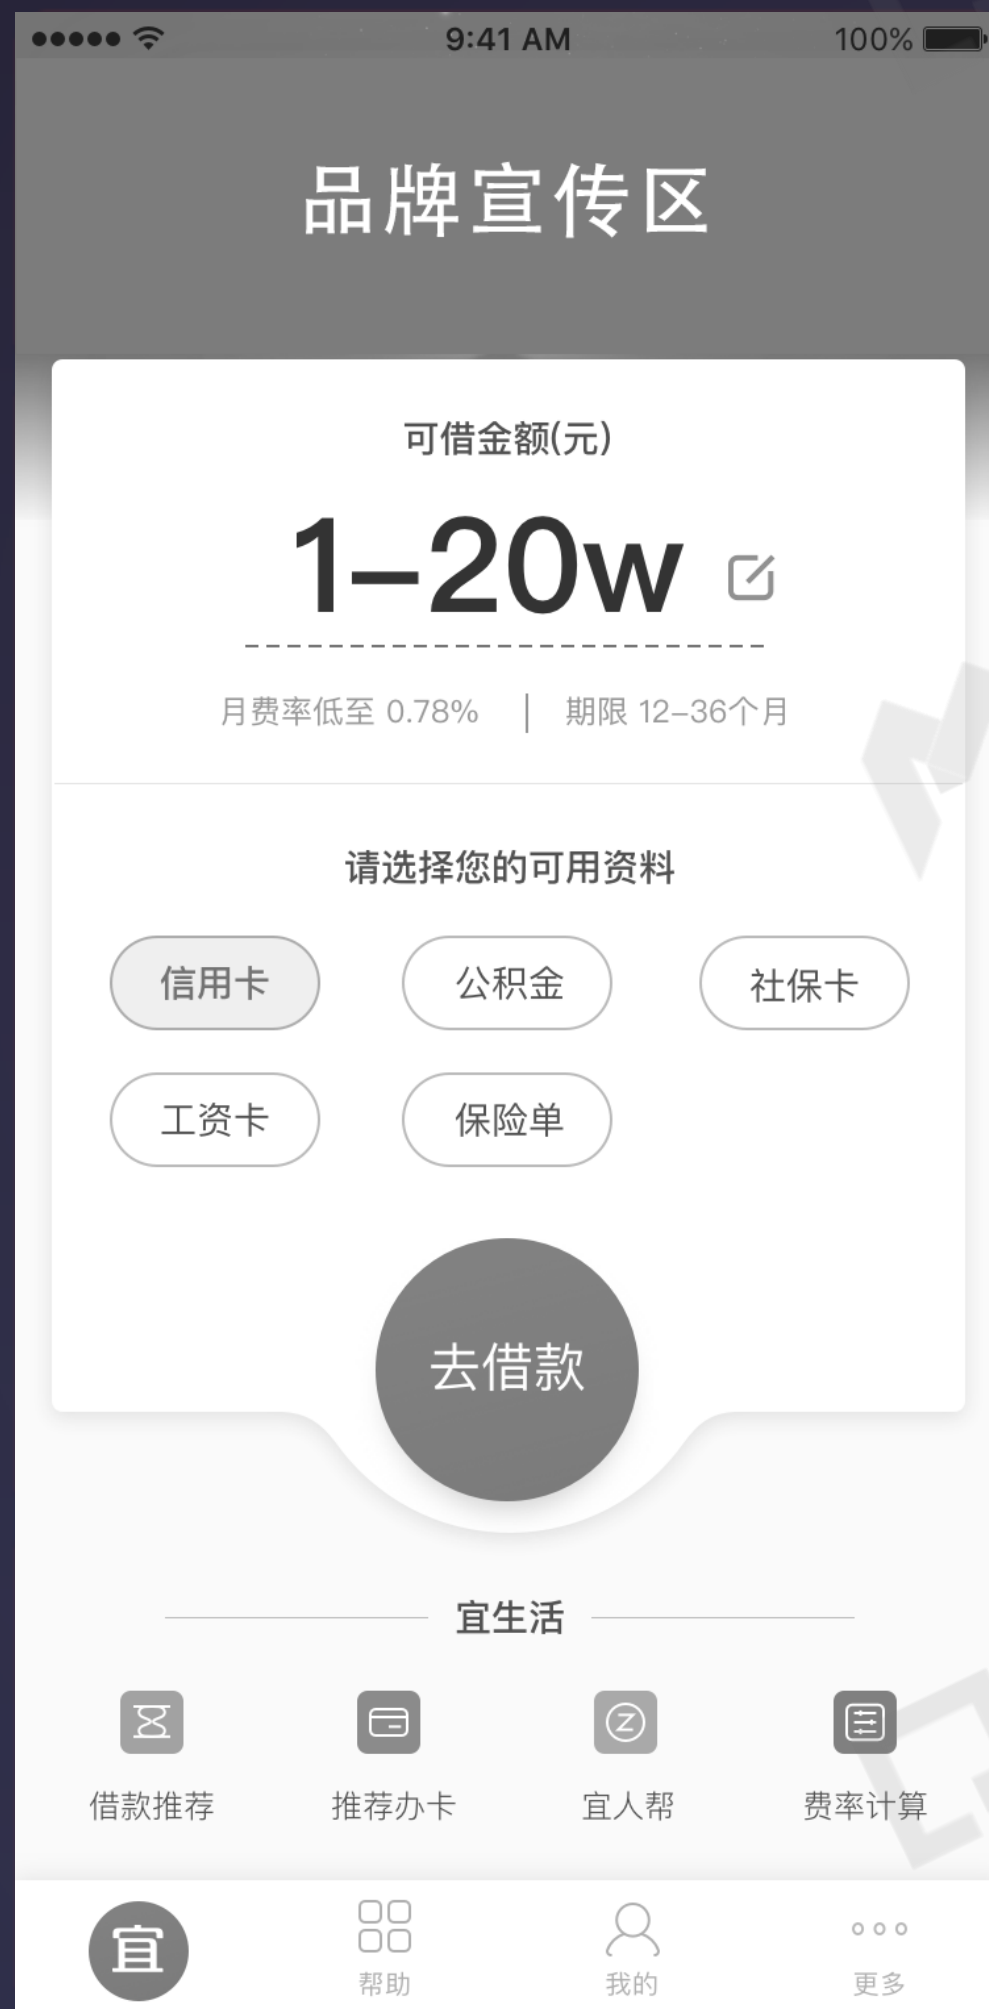 9:41 AM 100%
品牌宣传区
可借金额(元)
1–20w
月费率低至 0.78% | 期限 12–36个月
请选择您的可用资料
信用卡 公积金 社保卡
工资卡 保险单
去借款
宜生活
借款推荐 推荐办卡 宜人帮 费率计算
宜 帮助 我的 更多